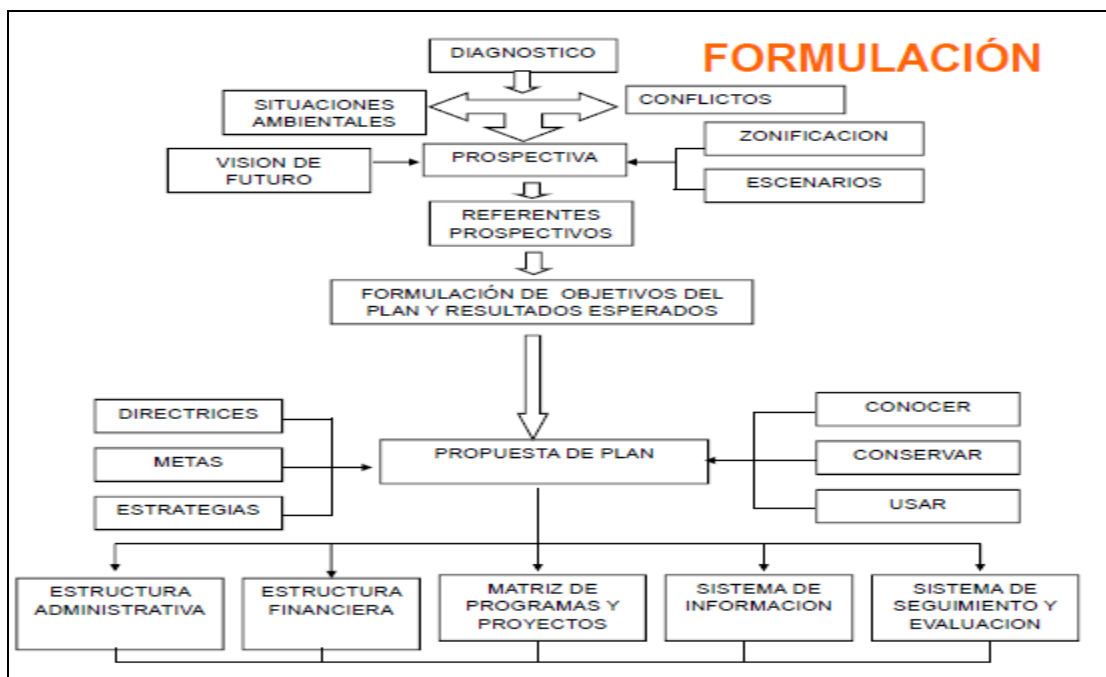 FORMULACIÓN
DIAGNOSTICO
SITUACIONES
AMBIENTALES
CONFLICTOS
VISION DE
FUTURO
PROSPECTIVA
ZONIFICACION
ESCENARIOS
REFERENTES
PROSPECTIVOS
FORMULACIÓN DE OBJETIVOS DEL
PLAN Y RESULTADOS ESPERADOS
DIRECTRICES
METAS
ESTRATEGIAS
PROPUESTA DE PLAN
CONOCER
CONSERVAR
USAR
ESTRUCTURA
ADMINISTRATIVA
ESTRUCTURA
FINANCIERA
MATRIZ DE
PROGRAMAS Y
PROYECTOS
SISTEMA DE
INFORMACION
SISTEMA DE
SEGUIMIENTO Y
EVALUACION